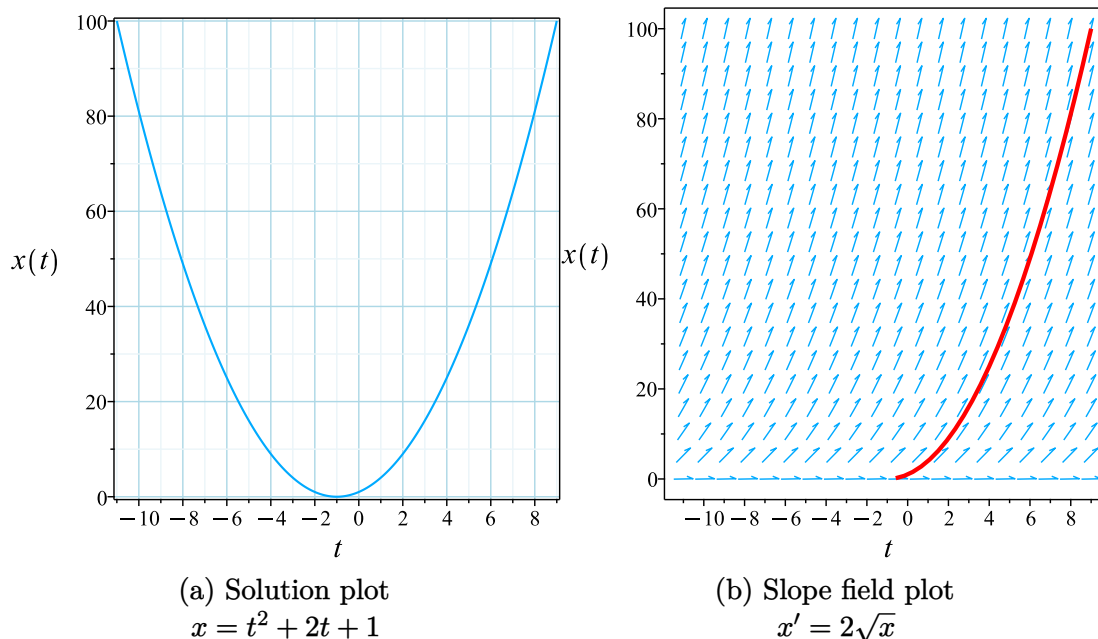 100
80
60
40
20
0
x(t)
−10 −8 −6 −4 −2 0 2 4 6 8
t
(a) Solution plot
x = t² + 2t + 1
100
80
60
40
20
0
x(t)
−10 −8 −6 −4 −2 0 2 4 6 8
t
(b) Slope field plot
x′ = 2√x